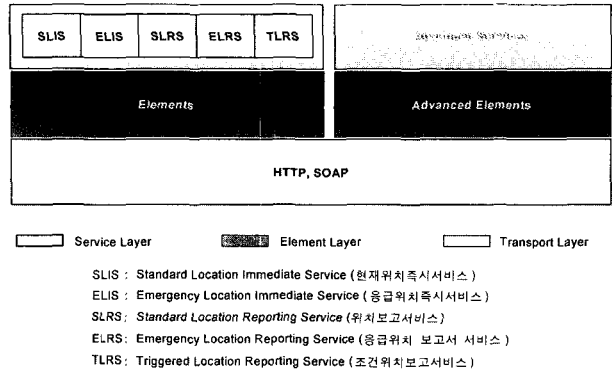 SLIS ELIS SLRS ELRS TLRS
Elements Advanced Elements
HTTP, SOAP
Service Layer Element Layer Transport Layer
SLIS : Standard Location Immediate Service (현재위치즉시서비스)
ELIS : Emergency Location Immediate Service (응급위치즉시서비스)
SLRS : Standard Location Reporting Service (위치보고서비스)
ELRS : Emergency Location Reporting Service (응급위치 보고서 서비스)
TLRS : Triggered Location Reporting Service (조건위치보고서비스)